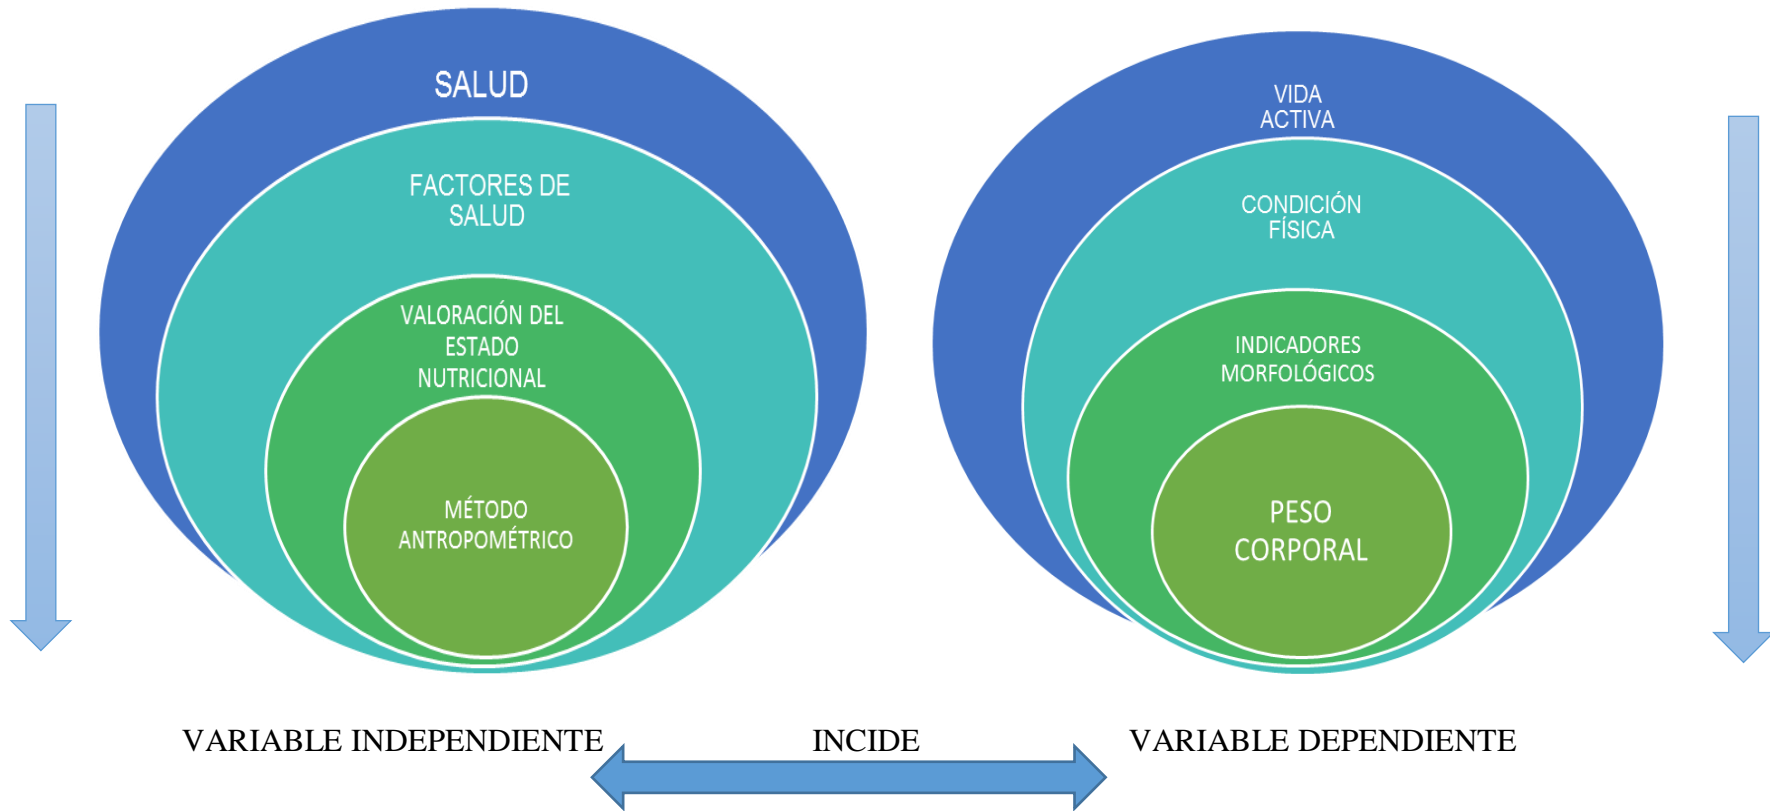 SALUD
FACTORES DE
SALUD
VALORACIÓN DEL
ESTADO
NUTRICIONAL
MÉTODO
ANTROPOMÉTRICO
VIDA
ACTIVA
CONDICIÓN
FÍSICA
INDICADORES
MORFOLÓGICOS
PESO
CORPORAL
VARIABLE INDEPENDIENTE
INCIDE
VARIABLE DEPENDIENTE